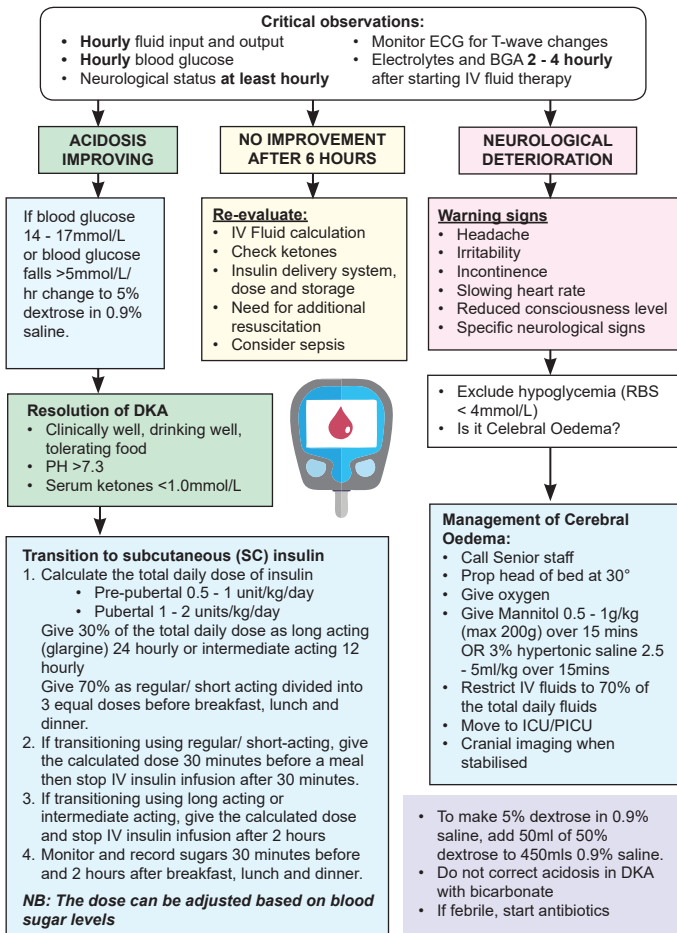 Critical observations:
• Hourly fluid input and output
• Hourly blood glucose
• Neurological status at least hourly
• Monitor ECG for T-wave changes
• Electrolytes and BGA 2 - 4 hourly
after starting IV fluid therapy
ACIDOSIS
IMPROVING
If blood glucose
14 - 17mmol/L
or blood glucose
falls >5mmol/L/
hr change to 5%
dextrose in 0.9%
saline.
Resolution of DKA
• Clinically well, drinking well,
tolerating food
• PH >7.3
• Serum ketones <1.0mmol/L
Transition to subcutaneous (SC) insulin
1. Calculate the total daily dose of insulin
• Pre-pubertal 0.5 - 1 unit/kg/day
• Pubertal 1 - 2 units/kg/day
Give 30% of the total daily dose as long acting
(glargine) 24 hourly or intermediate acting 12
hourly
Give 70% as regular/ short acting divided into
3 equal doses before breakfast, lunch and
dinner.
2. If transitioning using regular/ short-acting, give
the calculated dose 30 minutes before a meal
then stop IV insulin infusion after 30 minutes.
3. If transitioning using long acting or
intermediate acting, give the calculated dose
and stop IV insulin infusion after 2 hours
4. Monitor and record sugars 30 minutes before
and 2 hours after breakfast, lunch and dinner.
NB: The dose can be adjusted based on blood
sugar levels
NO IMPROVEMENT
AFTER 6 HOURS
Re-evaluate:
• IV Fluid calculation
• Check ketones
• Insulin delivery system,
dose and storage
• Need for additional
resuscitation
• Consider sepsis
NEUROLOGICAL
DETERIORATION
Warning signs
• Headache
• Irritability
• Incontinence
• Slowing heart rate
• Reduced consciousness level
• Specific neurological signs
• Exclude hypoglycemia (RBS
< 4mmol/L)
• Is it Celebral Oedema?
Management of Cerebral
Oedema:
• Call Senior staff
• Prop head of bed at 30°
• Give oxygen
• Give Mannitol 0.5 - 1g/kg
(max 200g) over 15 mins
OR 3% hypertonic saline 2.5
- 5ml/kg over 15mins
• Restrict IV fluids to 70% of
the total daily fluids
• Move to ICU/PICU
• Cranial imaging when
stabilised
• To make 5% dextrose in 0.9%
saline, add 50ml of 50%
dextrose to 450mls 0.9% saline.
• Do not correct acidosis in DKA
with bicarbonate
• If febrile, start antibiotics